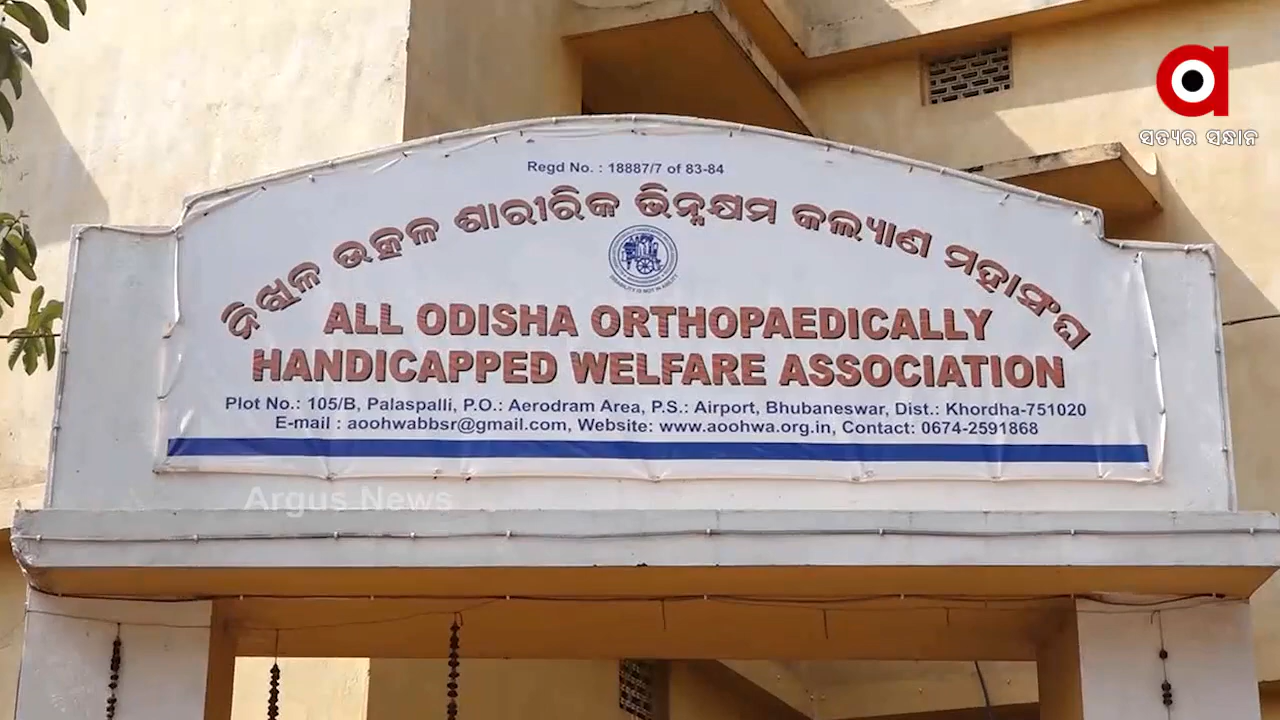 ସତ୍ୟର ସନ୍ଧାନ
Regd No. : 18887/7 of 83-84
ନିଖିଳ ଉତ୍କଳ ଶାରୀରିକ ଭିନ୍ନକ୍ଷମ କଲ୍ୟାଣ ମହାସଂଘ
ALL ODISHA ORTHOPAEDICALLY
HANDICAPPED WELFARE ASSOCIATION
Plot No.: 105/B, Palaspalli, P.O.: Aerodram Area, P.S.: Airport, Bhubaneswar, Dist.: Khordha-751020
E-mail : aoohwabbsr@gmail.com, Website: www.aoohwa.org.in, Contact: 0674-2591868
Argus News